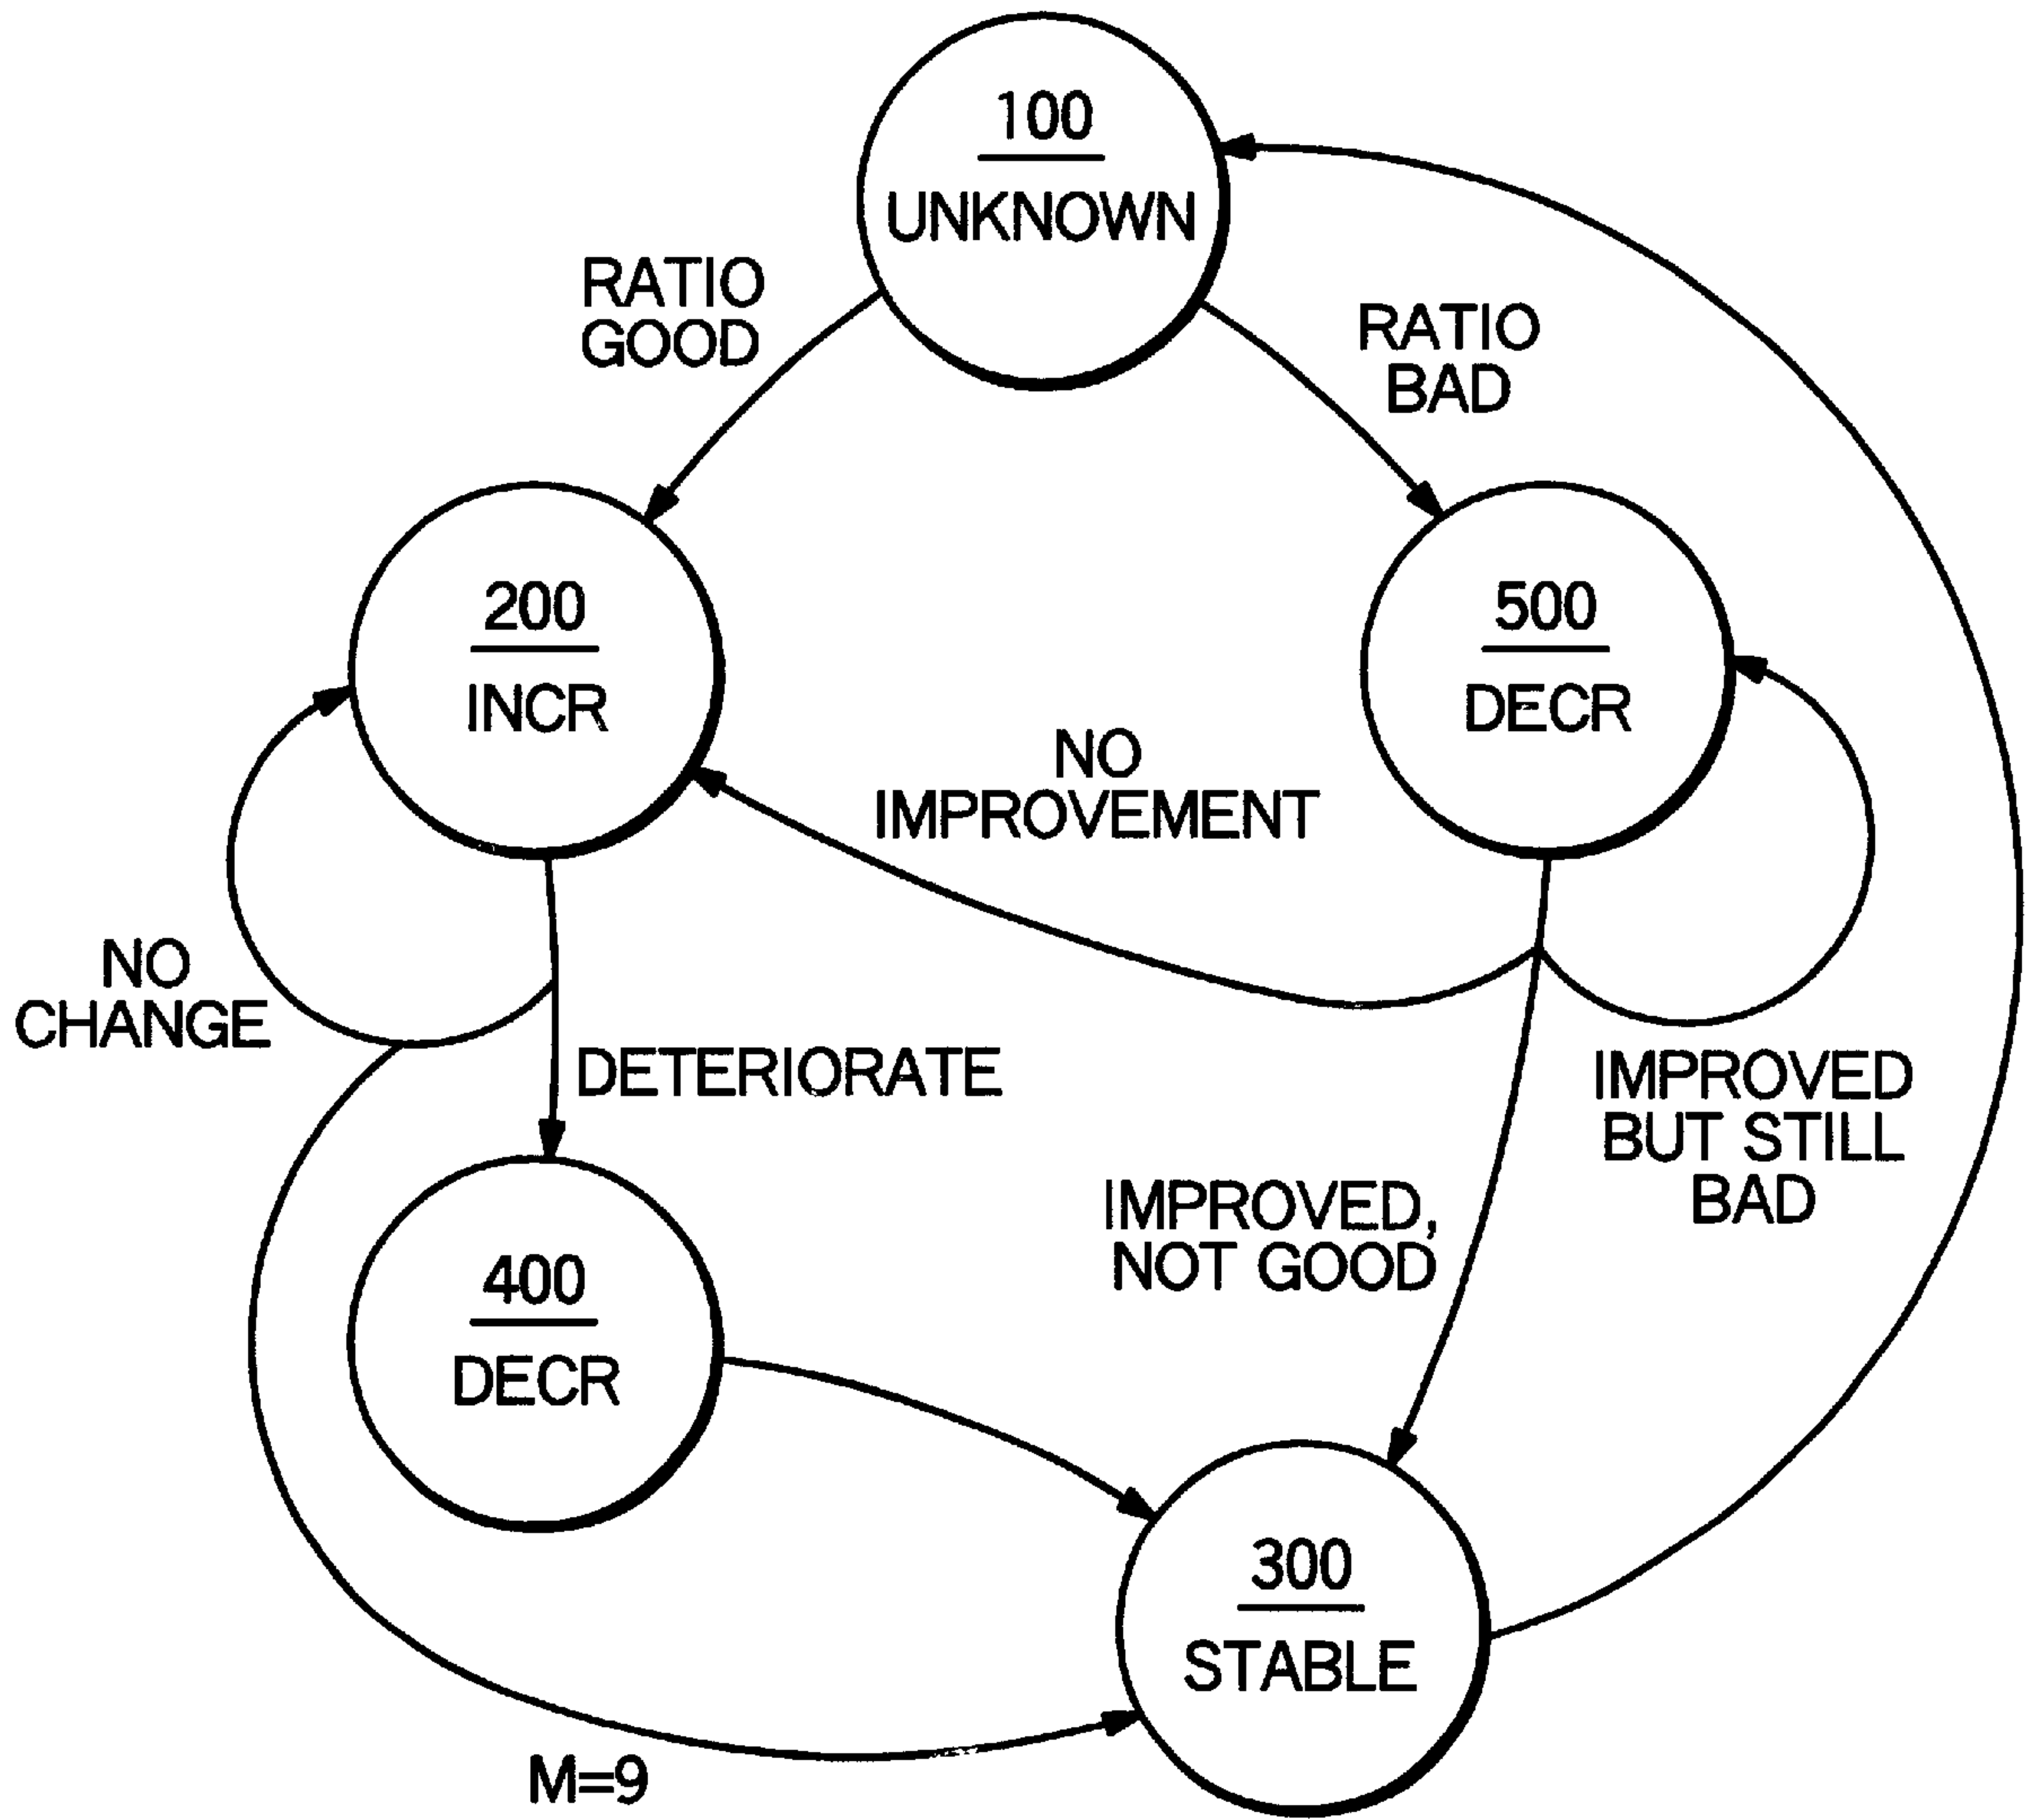 100
UNKNOWN
RATIO
GOOD
RATIO
BAD
200
INCR
500
DECR
NO
IMPROVEMENT
NO
CHANGE
DETERIORATE
IMPROVED
BUT STILL
BAD
IMPROVED,
NOT GOOD
400
DECR
300
STABLE
M=9